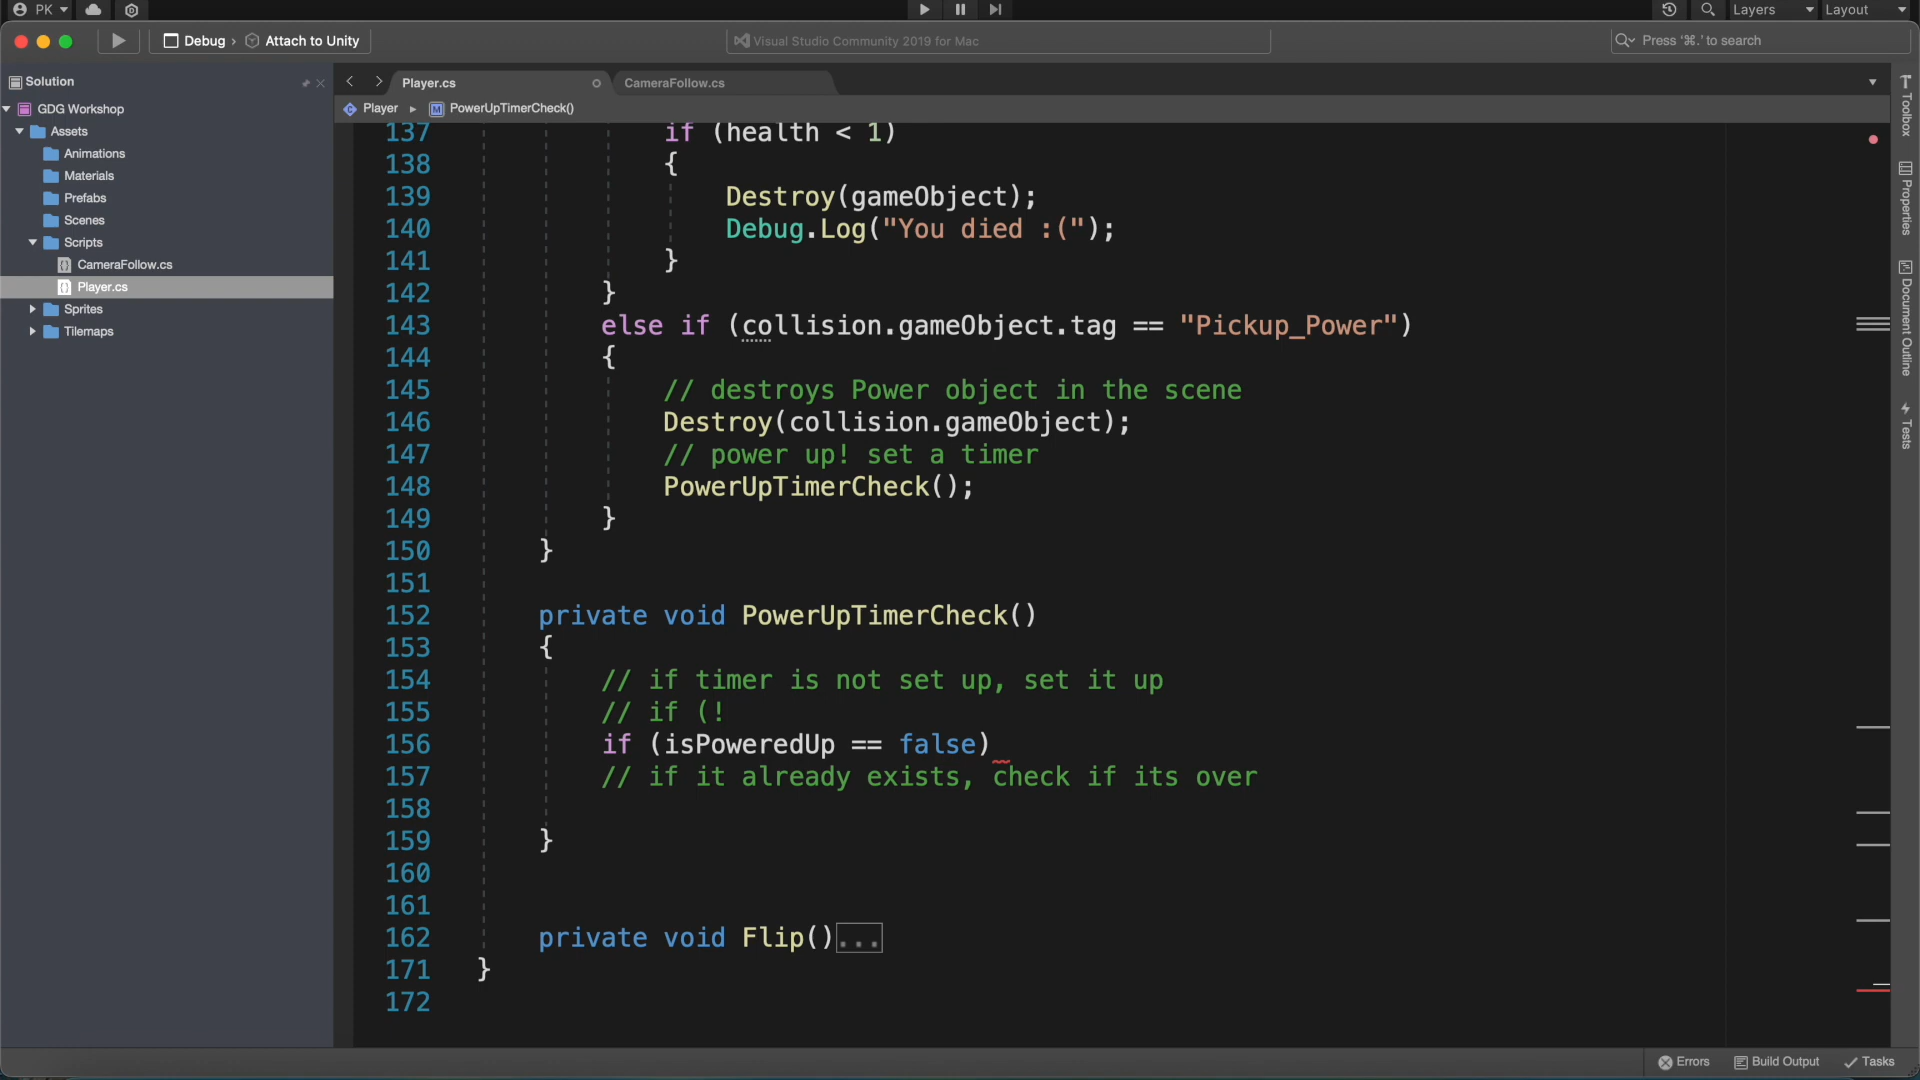 PK
Layers
Layout
Debug › Attach to Unity
Visual Studio Community 2019 for Mac
Press ‘⌘.’ to search
Solution
GDG Workshop
Assets
Animations
Materials
Prefabs
Scenes
Scripts
CameraFollow.cs
Player.cs
Sprites
Tilemaps
Player.cs
CameraFollow.cs
Player ▸ PowerUpTimerCheck()
137 if (health < 1)
138 {
139 Destroy(gameObject);
140 Debug.Log("You died :(");
141 }
142 }
143 else if (collision.gameObject.tag == "Pickup_Power")
144 {
145 // destroys Power object in the scene
146 Destroy(collision.gameObject);
147 // power up! set a timer
148 PowerUpTimerCheck();
149 }
150 }
151
152 private void PowerUpTimerCheck()
153 {
154 // if timer is not set up, set it up
155 // if (!
156 if (isPoweredUp == false)
157 // if it already exists, check if its over
158
159 }
160
161
162 private void Flip()...
171 }
172
Toolbox
Properties
Document Outline
Tests
Errors
Build Output
Tasks